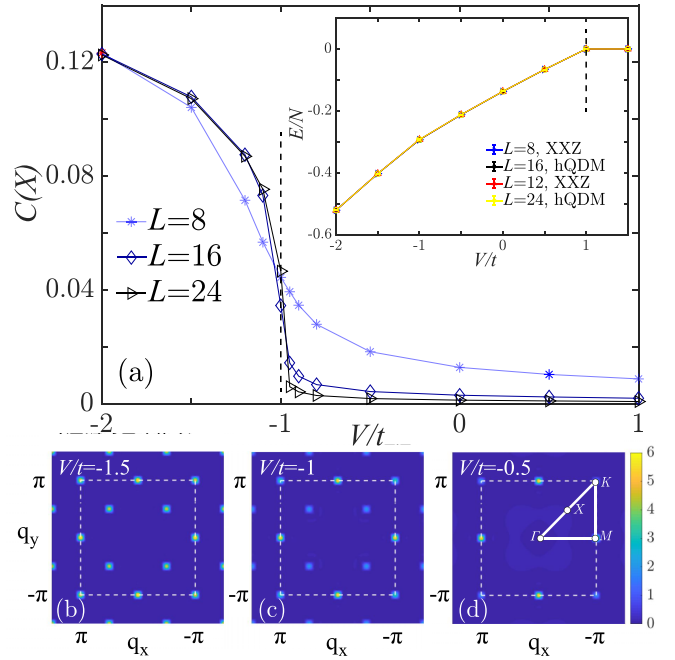 0.12
0.08
0.04
0
C(X)
L=8
L=16
L=24
(a)
-2
-1
0
1
V/t
0
-0.2
-0.4
-0.6
E/N
L=8, XXZ
L=16, hQDM
L=12, XXZ
L=24, hQDM
-2
-1
0
1
V/t
V/t=-1.5
V/t=-1
V/t=-0.5
π
q_y
-π
(b)
π
q_x
-π
π
-π
(c)
π
q_x
-π
π
-π
K
X
Γ
M
(d)
π
q_x
-π
6
5
4
3
2
1
0